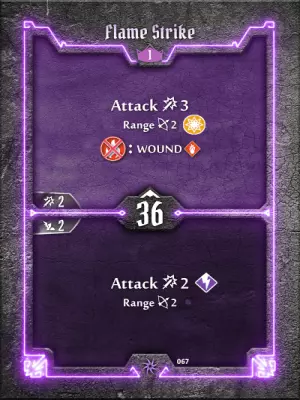 Flame Strike
1
Attack 3
Range 2
: WOUND
2
36
2
Attack 2
Range 2
067